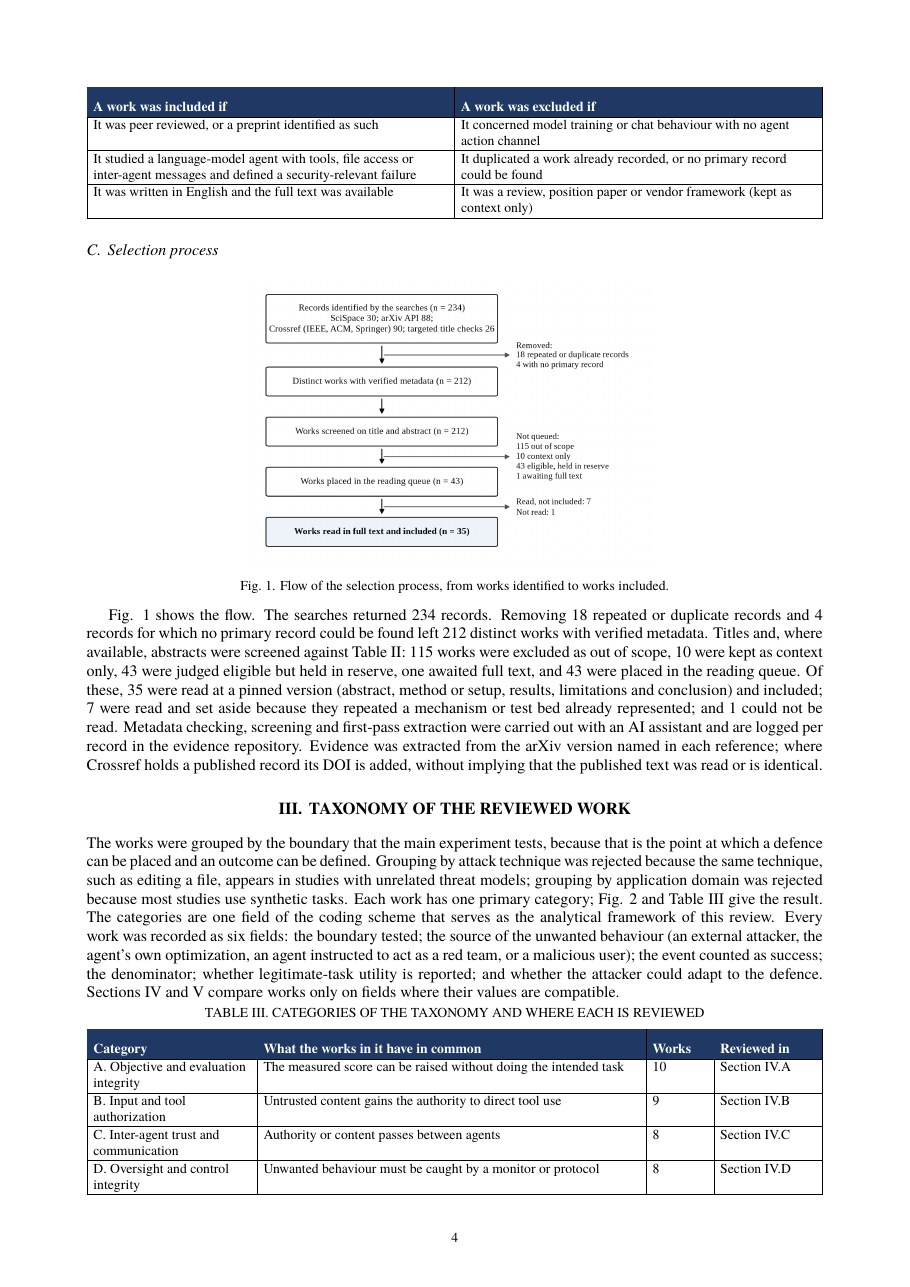 A work was included if
A work was excluded if
It was peer reviewed, or a preprint identified as such
It concerned model training or chat behaviour with no agent
action channel
It studied a language-model agent with tools, file access or
inter-agent messages and defined a security-relevant failure
It duplicated a work already recorded, or no primary record
could be found
It was written in English and the full text was available
It was a review, position paper or vendor framework (kept as
context only)
C. Selection process
Records identified by the searches (n = 234)
SciSpace 30; arXiv API 88;
Crossref (IEEE, ACM, Springer) 90; targeted title checks 26
Removed:
18 repeated or duplicate records
4 with no primary record
Distinct works with verified metadata (n = 212)
Works screened on title and abstract (n = 212)
Not queued:
115 out of scope
10 context only
43 eligible, held in reserve
1 awaiting full text
Works placed in the reading queue (n = 43)
Read, not included: 7
Not read: 1
Works read in full text and included (n = 35)
Fig. 1. Flow of the selection process, from works identified to works included.
Fig. 1 shows the flow. The searches returned 234 records. Removing 18 repeated or duplicate records and 4
records for which no primary record could be found left 212 distinct works with verified metadata. Titles and, where
available, abstracts were screened against Table II: 115 works were excluded as out of scope, 10 were kept as context
only, 43 were judged eligible but held in reserve, one awaited full text, and 43 were placed in the reading queue. Of
these, 35 were read at a pinned version (abstract, method or setup, results, limitations and conclusion) and included;
7 were read and set aside because they repeated a mechanism or test bed already represented; and 1 could not be
read. Metadata checking, screening and first-pass extraction were carried out with an AI assistant and are logged per
record in the evidence repository. Evidence was extracted from the arXiv version named in each reference; where
Crossref holds a published record its DOI is added, without implying that the published text was read or is identical.
III. TAXONOMY OF THE REVIEWED WORK
The works were grouped by the boundary that the main experiment tests, because that is the point at which a defence
can be placed and an outcome can be defined. Grouping by attack technique was rejected because the same technique,
such as editing a file, appears in studies with unrelated threat models; grouping by application domain was rejected
because most studies use synthetic tasks. Each work has one primary category; Fig. 2 and Table III give the result.
The categories are one field of the coding scheme that serves as the analytical framework of this review. Every
work was recorded as six fields: the boundary tested; the source of the unwanted behaviour (an external attacker, the
agent's own optimization, an agent instructed to act as a red team, or a malicious user); the event counted as success;
the denominator; whether legitimate-task utility is reported; and whether the attacker could adapt to the defence.
Sections IV and V compare works only on fields where their values are compatible.
TABLE III. CATEGORIES OF THE TAXONOMY AND WHERE EACH IS REVIEWED
Category
What the works in it have in common
Works
Reviewed in
A. Objective and evaluation
integrity
The measured score can be raised without doing the intended task
10
Section IV.A
B. Input and tool
authorization
Untrusted content gains the authority to direct tool use
9
Section IV.B
C. Inter-agent trust and
communication
Authority or content passes between agents
8
Section IV.C
D. Oversight and control
integrity
Unwanted behaviour must be caught by a monitor or protocol
8
Section IV.D
4